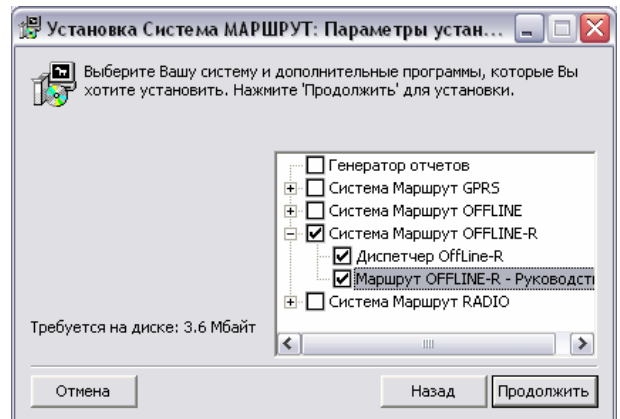 Установка Система МАРШРУТ: Параметры устан...
Выберите Вашу систему и дополнительные программы, которые Вы
хотите установить. Нажмите 'Продолжить' для установки.
Генератор отчетов
Система Маршрут GPRS
Система Маршрут OFFLINE
Система Маршрут OFFLINE-R
Диспетчер OffLine-R
Маршрут OFFLINE-R - Руководсти
Система Маршрут RADIO
Требуется на диске: 3.6 Мбайт
Отмена
Назад
Продолжить